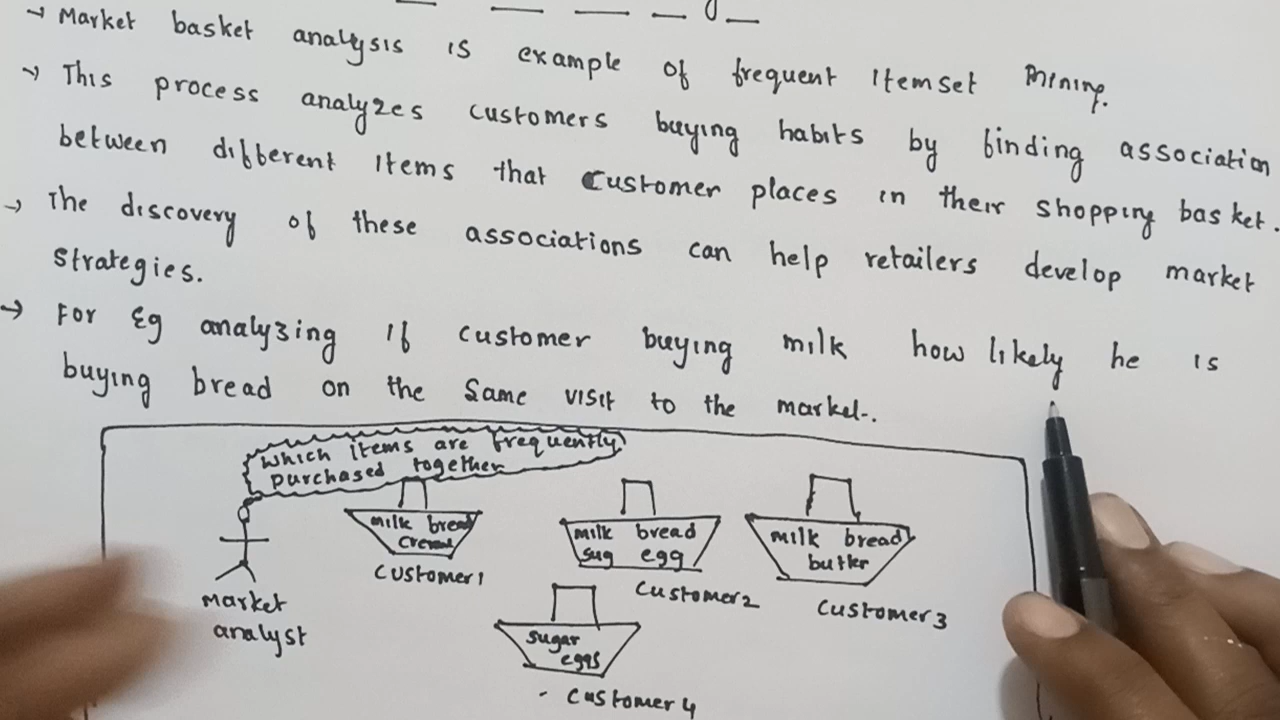 → Market basket analysis is example of frequent itemset Mining.
→ This process analyzes customers buying habits by finding association
between different items that customer places in their shopping basket.
→ The discovery of these associations can help retailers develop market
strategies.
→ For Eg analyzing if customer buying milk how likely he is
buying bread on the same visit to the market.
which items are frequently
purchased together
milk bread
milk bread
sug egg
milk bread
butter
customer1
customer2
customer3
Market
analyst
sugar
eggs
customer4